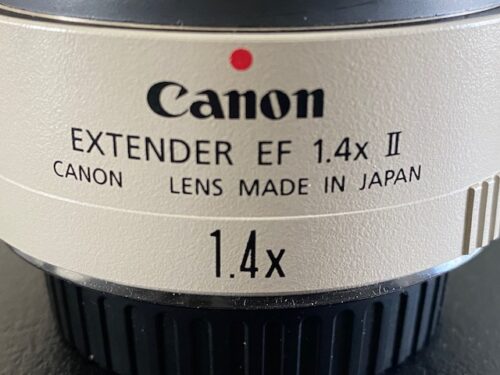 Canon
EXTENDER EF 1.4x II
CANON LENS MADE IN JAPAN
1.4x